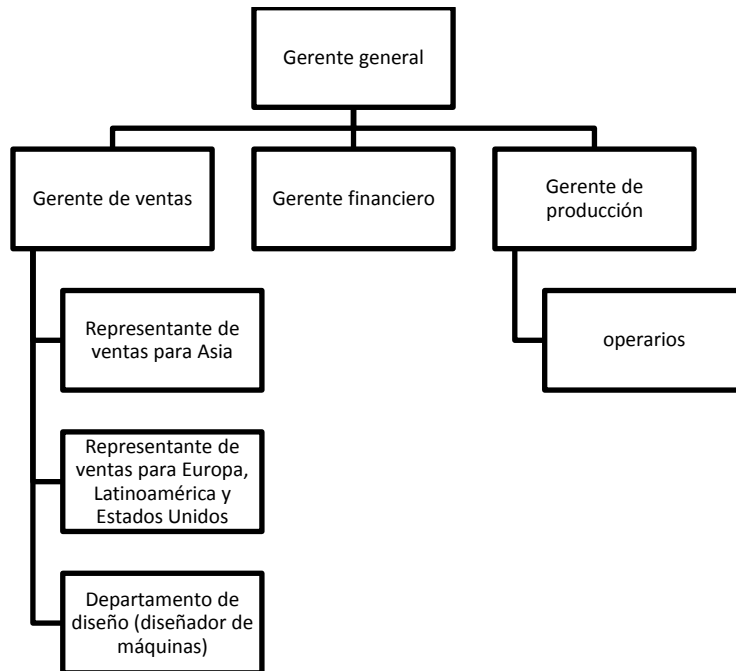 Gerente general
Gerente de ventas
Gerente financiero
Gerente de
producción
Representante de
ventas para Asia
operarios
Representante de
ventas para Europa,
Latinoamérica y
Estados Unidos
Departamento de
diseño (diseñador de
máquinas)